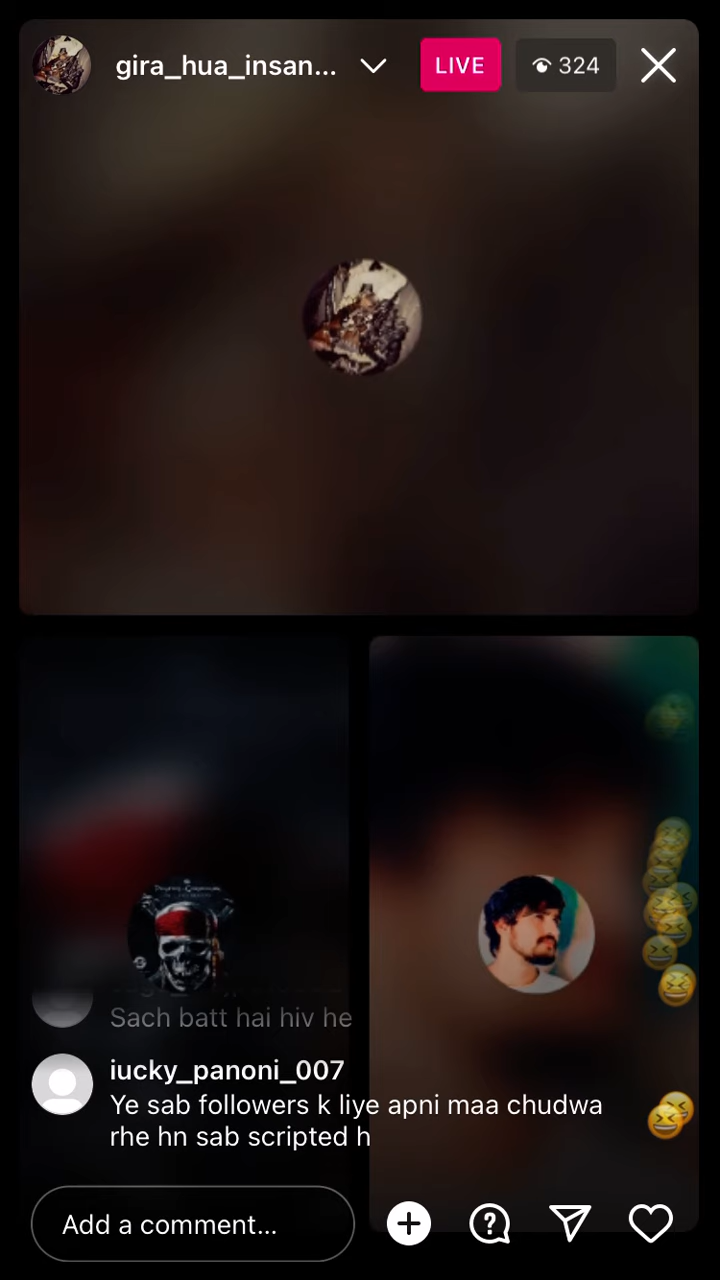 gira_hua_insan...
LIVE
324
Sach batt hai hiv he
iucky_panoni_007
Ye sab followers k liye apni maa chudwa
rhe hn sab scripted h
Add a comment...